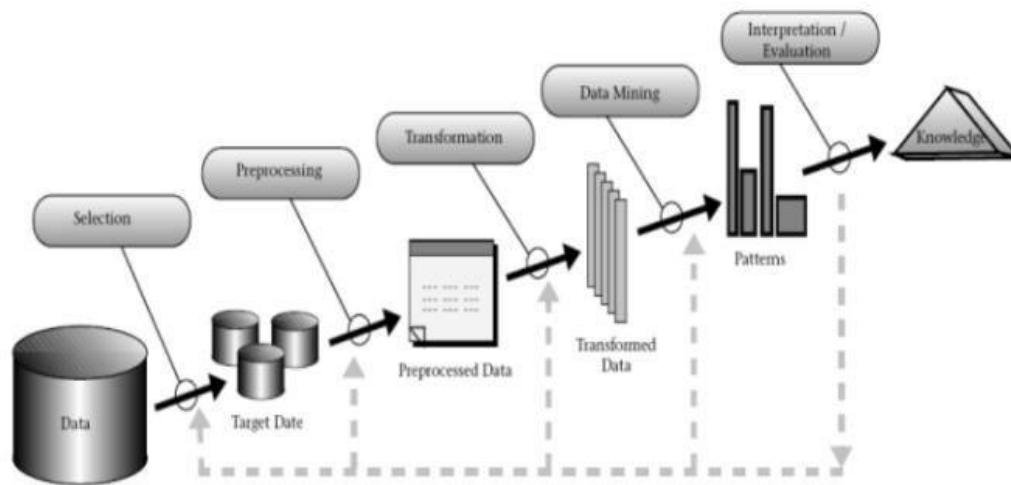 Interpretation /
Evaluation
Data Mining
Transformation
Preprocessing
Selection
Knowledge
Patterns
Transformed
Data
Preprocessed Data
Target Date
Data